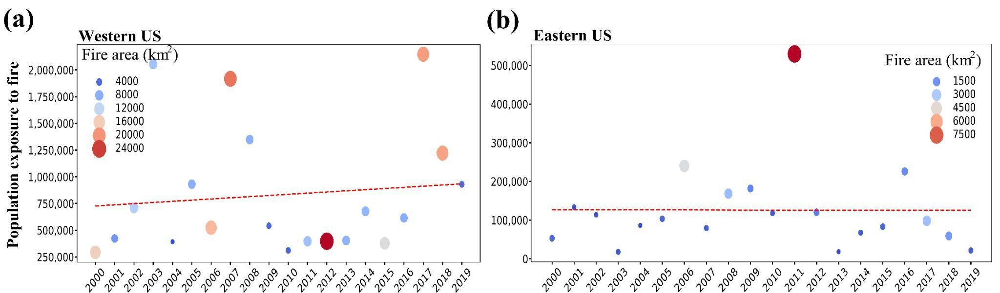 (a)
Western US
Fire area (km2)
4000
8000
12000
16000
20000
24000
Population exposure to fire
2,000,000
1,750,000
1,500,000
1,250,000
1,000,000
750,000
500,000
250,000
2000 2001 2002 2003 2004 2005 2006 2007 2008 2009 2010 2011 2012 2013 2014 2015 2016 2017 2018 2019
(b)
Eastern US
Fire area (km2)
1500
3000
4500
6000
7500
500,000
400,000
300,000
200,000
100,000
0
2000 2001 2002 2003 2004 2005 2006 2007 2008 2009 2010 2011 2012 2013 2014 2015 2016 2017 2018 2019